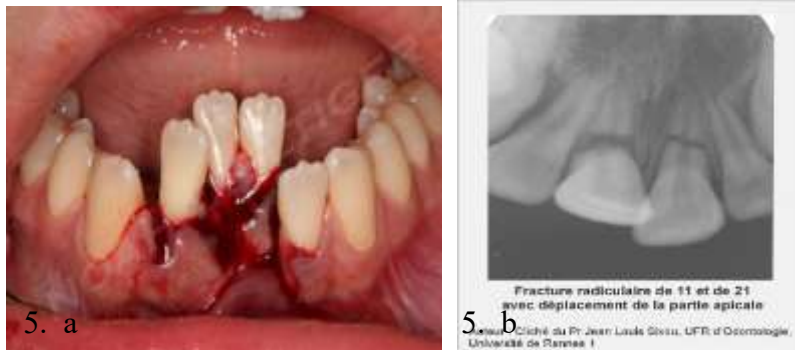 5. a
5. b
Fracture radiculaire de 11 et de 21
avec déplacement de la partie apicale
Cliché du Pr Jean Louis Sixou, UFR d'Odontologie,
Université de Rennes 1